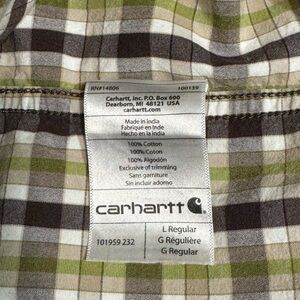 RN#14806 100139
Carhartt, Inc. P.O. Box 600
Dearborn, MI 48121 USA
carhartt.com
Made in India
Fabriqué en Inde
Hecho en la India
100% Cotton
100% Coton
100% Algodón
Exclusive of trimming
Sans garniture
Sin incluir adorno
carhartt
101959 232
L Regular
G Régulière
G Regular